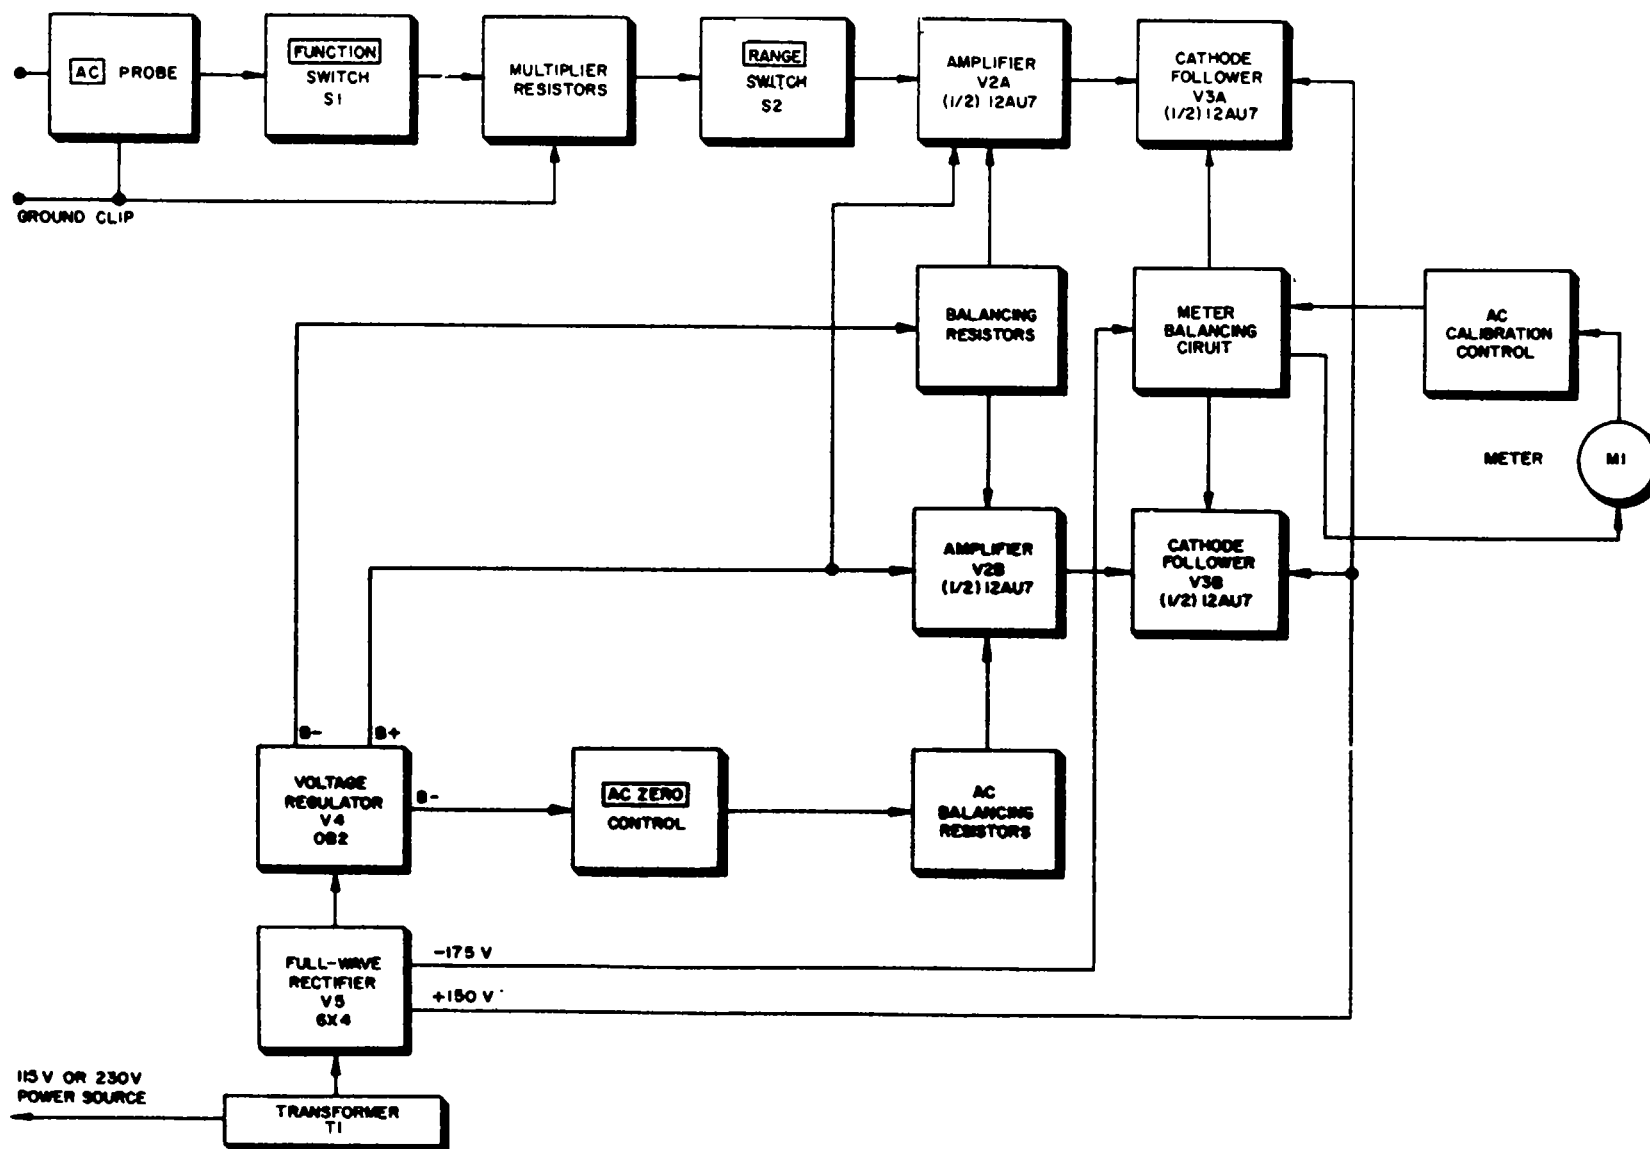 AC PROBE
FUNCTION
SWITCH
S1
MULTIPLIER
RESISTORS
RANGE
SWITCH
S2
AMPLIFIER
V2A
(1/2) 12AU7
CATHODE
FOLLOWER
V3A
(1/2) 12AU7
GROUND CLIP
BALANCING
RESISTORS
METER
BALANCING
CIRUIT
AC
CALIBRATION
CONTROL
METER
M1
AMPLIFIER
V2B
(1/2) 12AU7
CATHODE
FOLLOWER
V3B
(1/2) 12AU7
B-
B+
VOLTAGE
REGULATOR
V4
OB2
B-
AC ZERO
CONTROL
AC
BALANCING
RESISTORS
FULL-WAVE
RECTIFIER
V5
6X4
-175 V
+150 V
115 V OR 230V
POWER SOURCE
TRANSFORMER
T1